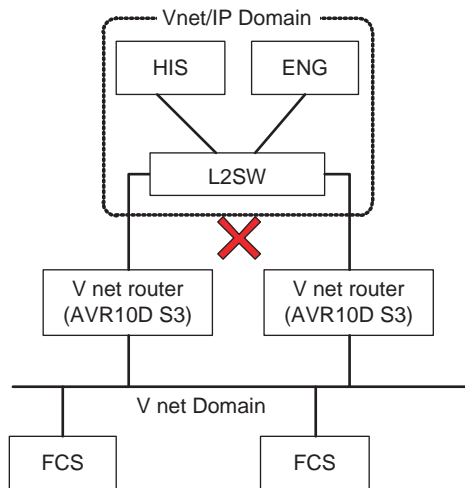 Vnet/IP Domain
HIS
ENG
L2SW
V net router
(AVR10D S3)
V net router
(AVR10D S3)
V net Domain
FCS
FCS